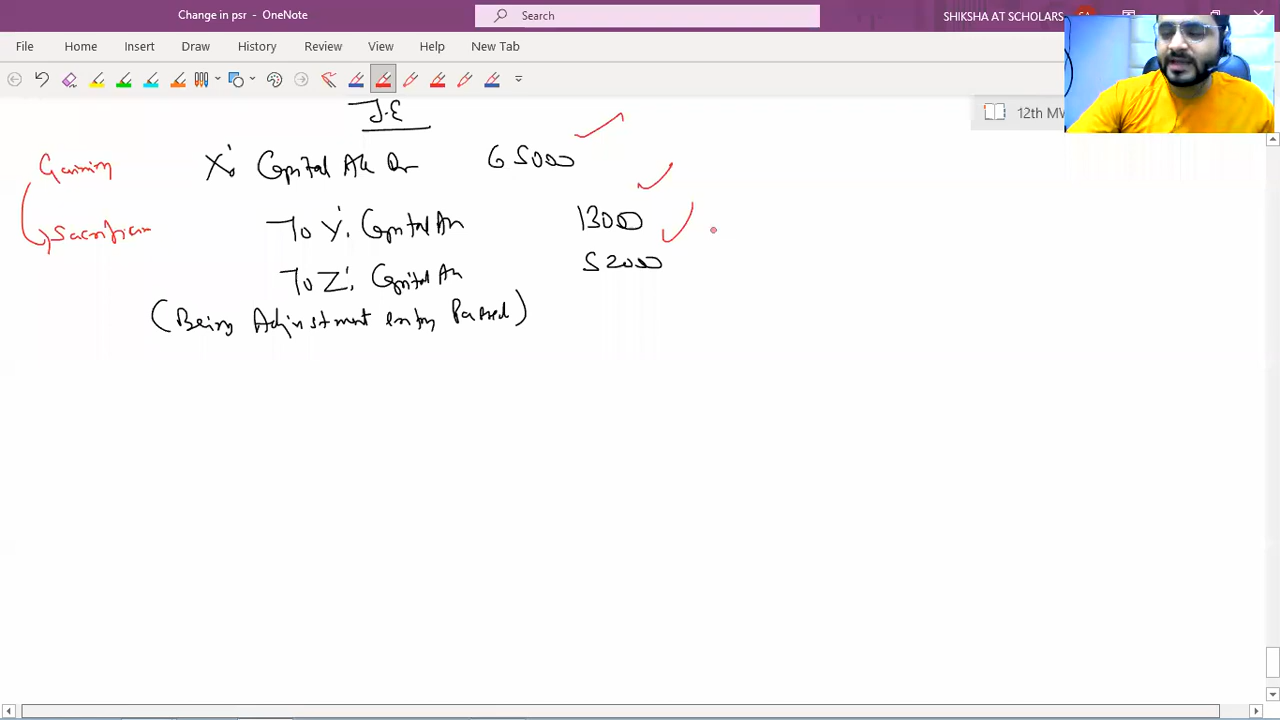 Change in psr - OneNote
Search
SHIKSHA AT SCHOLARS
File Home Insert Draw History Review View Help New Tab
12th MW
J.E
Gaining X's Capital A/c Dr 65000
Sacrificing To Y's Capital A/c 13000
To Z's Capital A/c 52000
(Being Adjustment entry Passed)